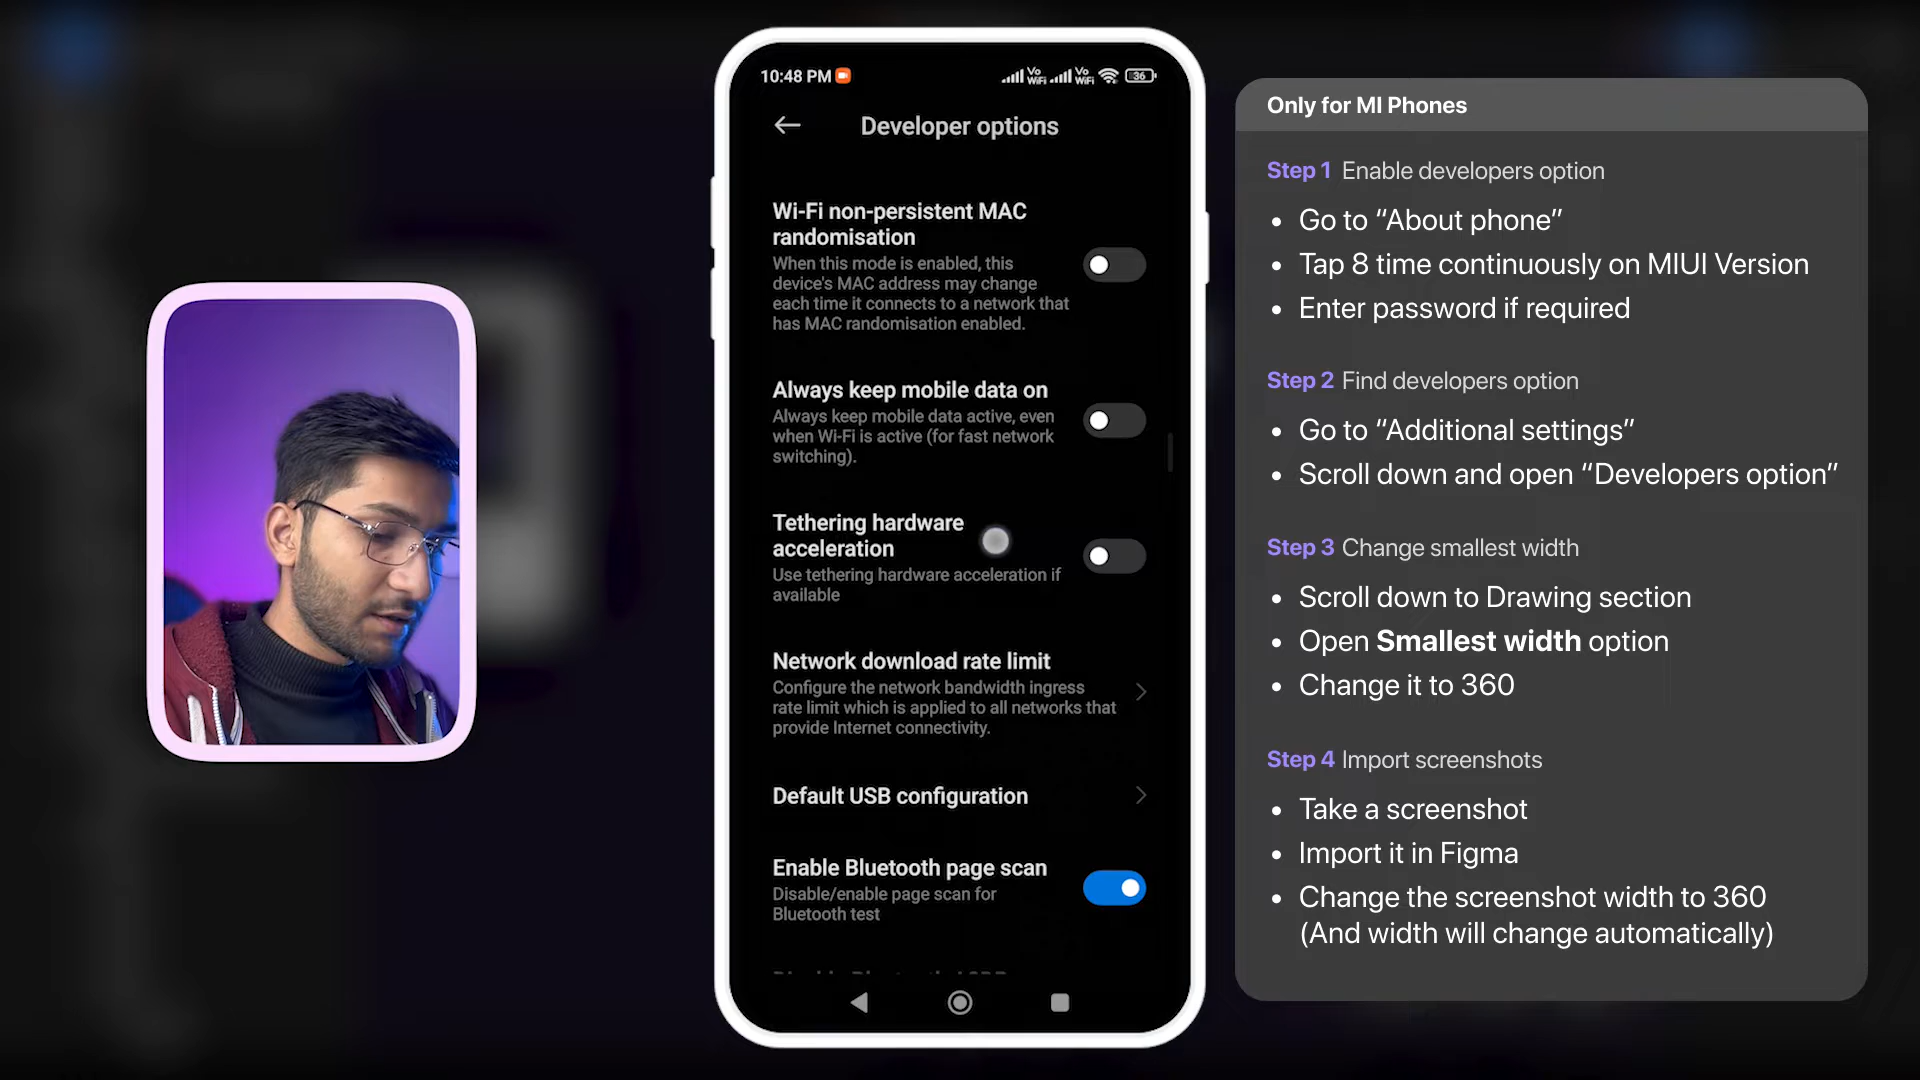 10:48 PM
Vo WiFi
Vo WiFi
36
Developer options
Wi-Fi non-persistent MAC
randomisation
When this mode is enabled, this
device's MAC address may change
each time it connects to a network that
has MAC randomisation enabled.
Always keep mobile data on
Always keep mobile data active, even
when Wi-Fi is active (for fast network
switching).
Tethering hardware
acceleration
Use tethering hardware acceleration if
available
Network download rate limit
Configure the network bandwidth ingress
rate limit which is applied to all networks that
provide Internet connectivity.
Default USB configuration
Enable Bluetooth page scan
Disable/enable page scan for
Bluetooth test
Only for MI Phones
Step 1 Enable developers option
• Go to “About phone”
• Tap 8 time continuously on MIUI Version
• Enter password if required
Step 2 Find developers option
• Go to “Additional settings”
• Scroll down and open “Developers option”
Step 3 Change smallest width
• Scroll down to Drawing section
• Open Smallest width option
• Change it to 360
Step 4 Import screenshots
• Take a screenshot
• Import it in Figma
• Change the screenshot width to 360
(And width will change automatically)